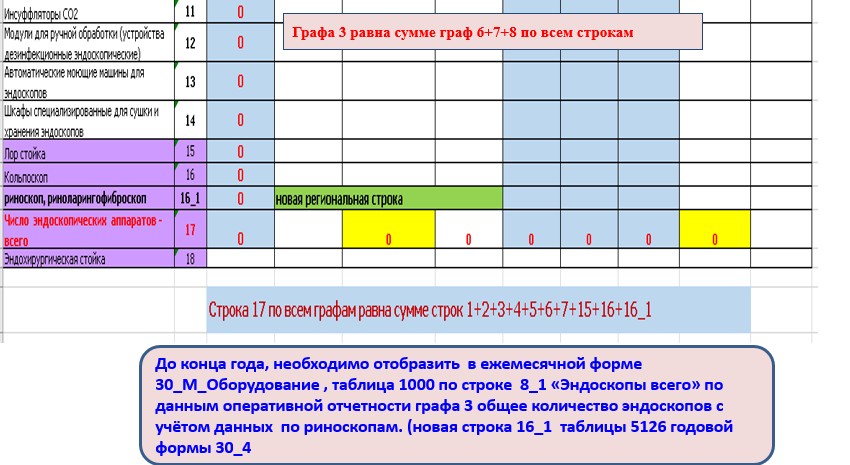 Инсуффляторы СО2 11 0
Графа 3 равна сумме граф 6+7+8 по всем строкам
Модули для ручной обработки (устройства
дезинфекционные эндоскопические) 12 0
Автоматические моющие машины для
эндоскопов 13 0
Шкафы специализированные для сушки и
хранения эндоскопов 14 0
Лор стойка 15 0
Кольпоскоп 16 0
риноскоп, риноларингофиброскоп 16_1 0 новая региональная строка
Число эндоскопических аппаратов -
всего 17 0 0 0 0 0 0 0
Эндохирургическая стойка 18
Строка 17 по всем графам равна сумме строк 1+2+3+4+5+6+7+15+16+16_1
До конца года, необходимо отобразить в ежемесячной форме
30_М_Оборудование , таблица 1000 по строке 8_1 «Эндоскопы всего» по
данным оперативной отчетности графа 3 общее количество эндоскопов с
учётом данных по риноскопам. (новая строка 16_1 таблицы 5126 годовой
формы 30_4